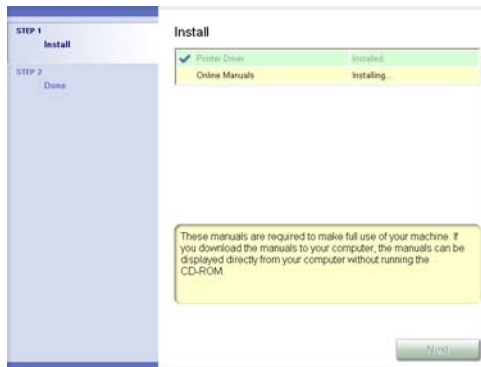 STEP 1
Install
STEP 2
Done
Install
Printer Driver Installed.
Online Manuals Installing...
These manuals are required to make full use of your machine. If
you download the manuals to your computer, the manuals can be
displayed directly from your computer without running the
CD-ROM.
Next